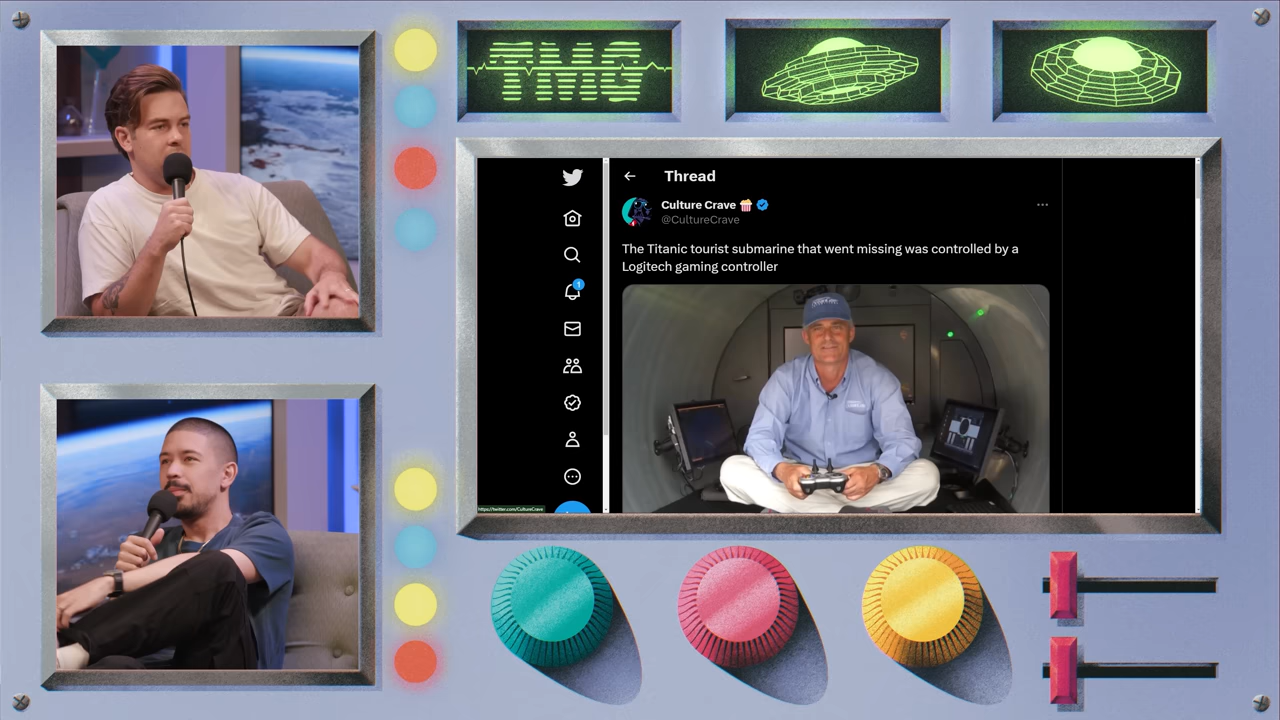 TMG
Thread
Culture Crave
@CultureCrave
The Titanic tourist submarine that went missing was controlled by a
Logitech gaming controller
1
https://twitter.com/CultureCrave